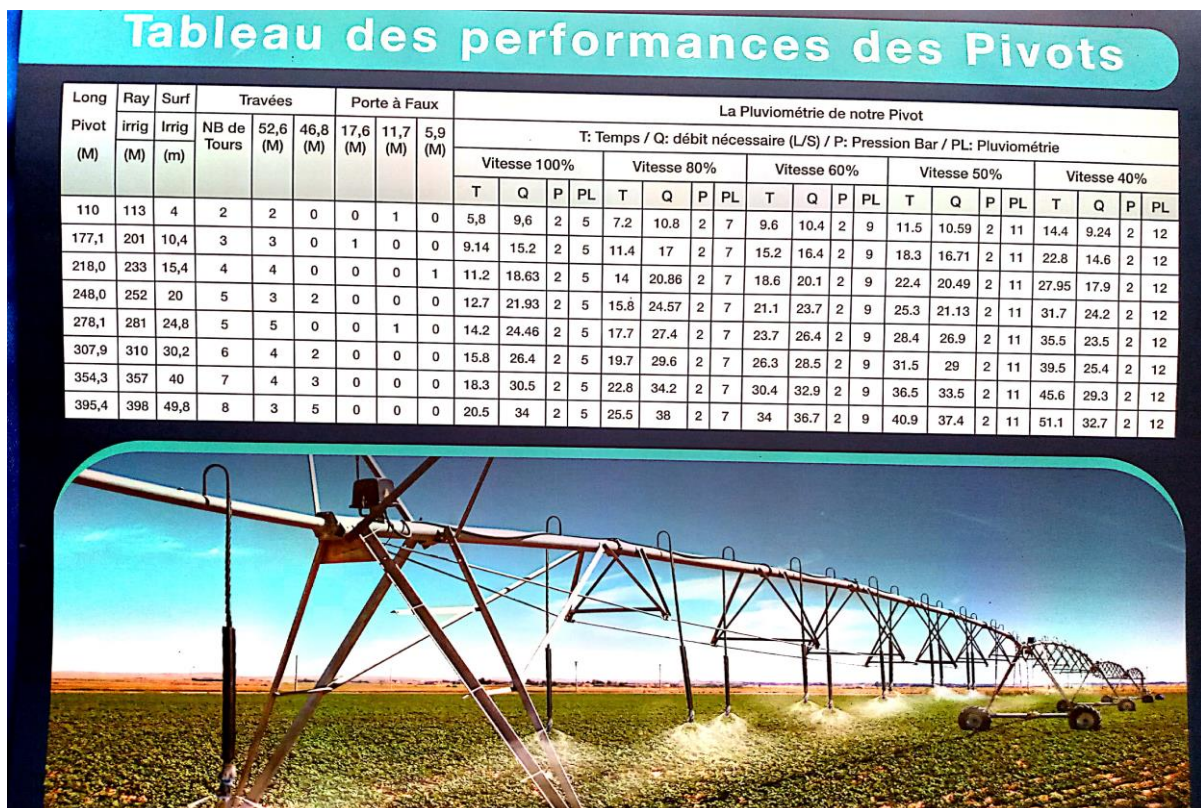 Tableau des performances des Pivots
Long Pivot (M) Ray irrig (M) Surf Irrig (m) Travées Porte à Faux La Pluviométrie de notre Pivot
NB de Tours 52,6 (M) 46,8 (M) 17,6 (M) 11,7 (M) 5,9 (M) T: Temps / Q: débit nécessaire (L/S) / P: Pression Bar / PL: Pluviométrie
Vitesse 100% Vitesse 80% Vitesse 60% Vitesse 50% Vitesse 40%
T Q P PL T Q P PL T Q P PL T Q P PL T Q P PL
110 113 4 2 2 0 0 1 0 5,8 9,6 2 5 7.2 10.8 2 7 9.6 10.4 2 9 11.5 10.59 2 11 14.4 9.24 2 12
177,1 201 10,4 3 3 0 1 0 0 9.14 15.2 2 5 11.4 17 2 7 15.2 16.4 2 9 18.3 16.71 2 11 22.8 14.6 2 12
218,0 233 15,4 4 4 0 0 0 1 11.2 18.63 2 5 14 20.86 2 7 18.6 20.1 2 9 22.4 20.49 2 11 27.95 17.9 2 12
248,0 252 20 5 3 2 0 0 0 12.7 21.93 2 5 15.8 24.57 2 7 21.1 23.7 2 9 25.3 21.13 2 11 31.7 24.2 2 12
278,1 281 24,8 5 5 0 0 1 0 14.2 24.46 2 5 17.7 27.4 2 7 23.7 26.4 2 9 28.4 26.9 2 11 35.5 23.5 2 12
307,9 310 30,2 6 4 2 0 0 0 15.8 26.4 2 5 19.7 29.6 2 7 26.3 28.5 2 9 31.5 29 2 11 39.5 25.4 2 12
354,3 357 40 7 4 3 0 0 0 18.3 30.5 2 5 22.8 34.2 2 7 30.4 32.9 2 9 36.5 33.5 2 11 45.6 29.3 2 12
395,4 398 49,8 8 3 5 0 0 0 20.5 34 2 5 25.5 38 2 7 34 36.7 2 9 40.9 37.4 2 11 51.1 32.7 2 12